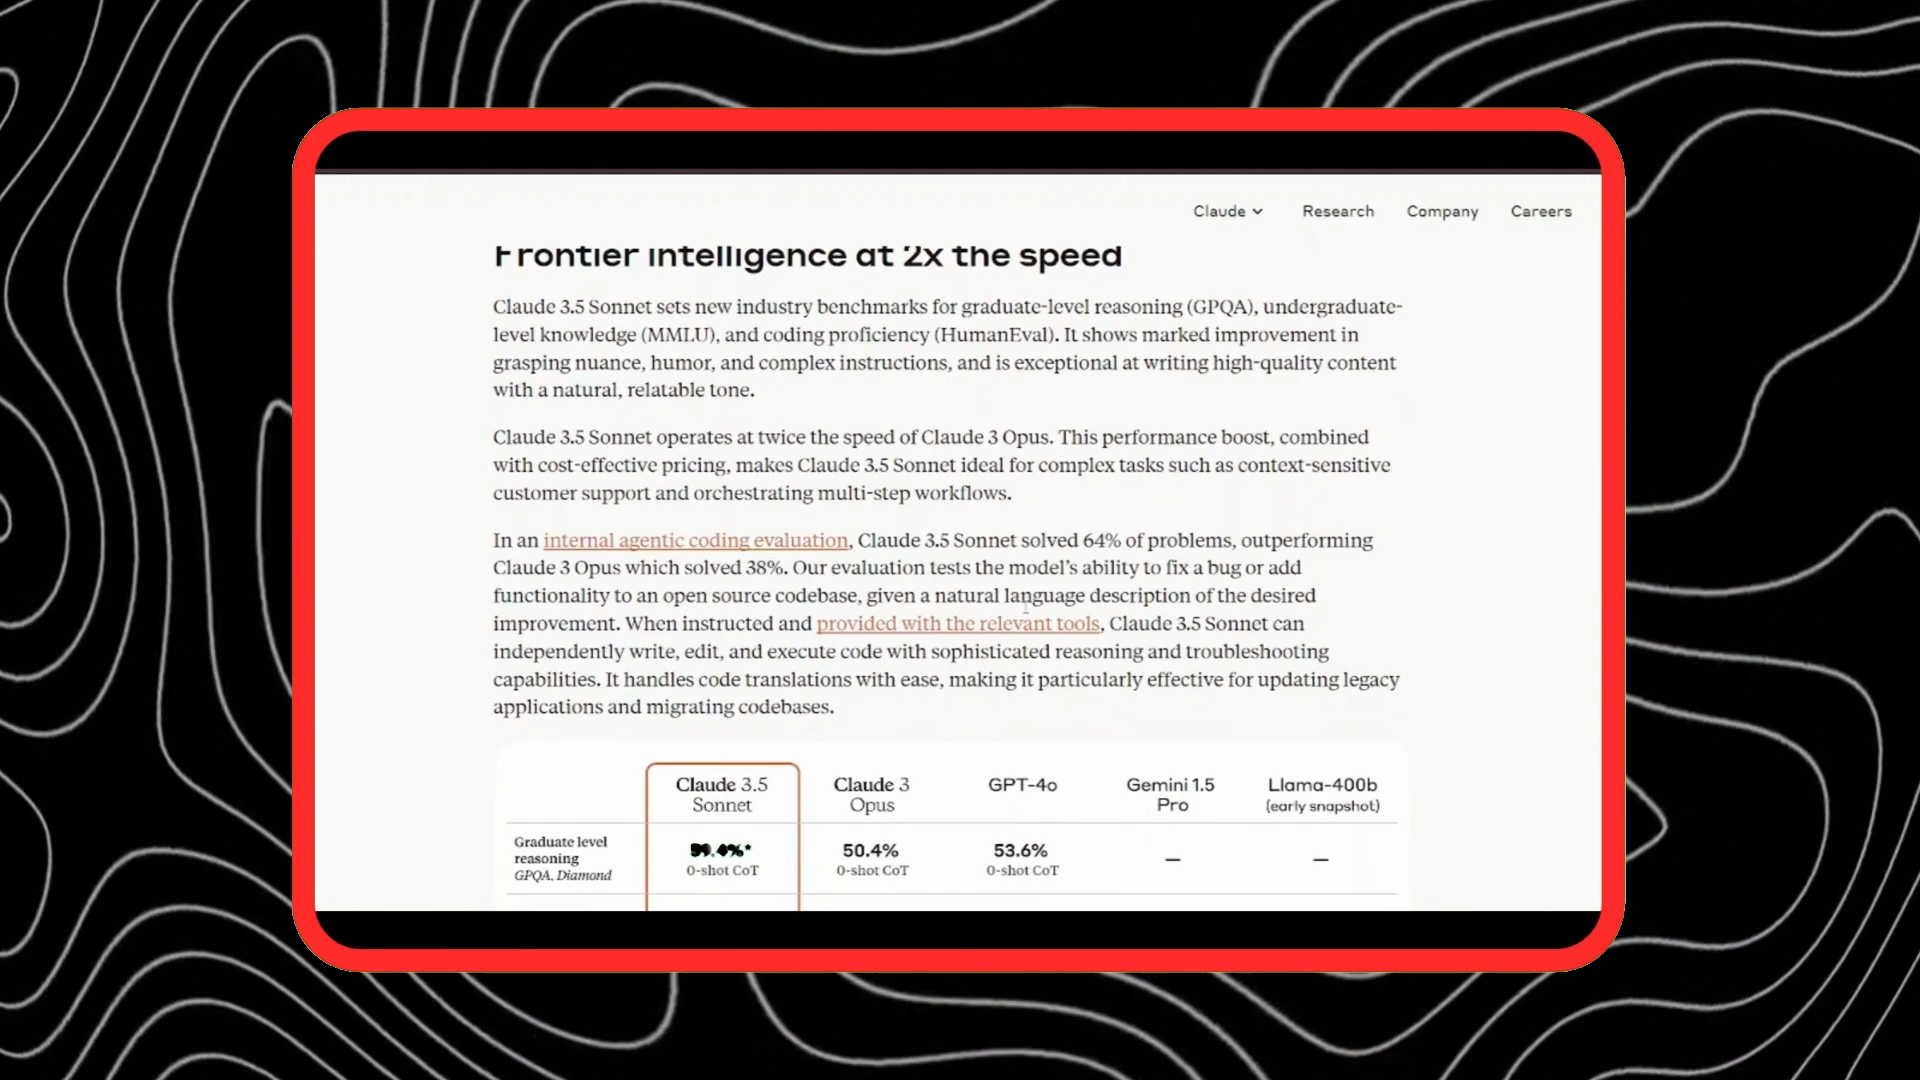 Claude Research Company Careers
Frontier intelligence at 2x the speed
Claude 3.5 Sonnet sets new industry benchmarks for graduate-level reasoning (GPQA), undergraduate-
level knowledge (MMLU), and coding proficiency (HumanEval). It shows marked improvement in
grasping nuance, humor, and complex instructions, and is exceptional at writing high-quality content
with a natural, relatable tone.
Claude 3.5 Sonnet operates at twice the speed of Claude 3 Opus. This performance boost, combined
with cost-effective pricing, makes Claude 3.5 Sonnet ideal for complex tasks such as context-sensitive
customer support and orchestrating multi-step workflows.
In an internal agentic coding evaluation, Claude 3.5 Sonnet solved 64% of problems, outperforming
Claude 3 Opus which solved 38%. Our evaluation tests the model’s ability to fix a bug or add
functionality to an open source codebase, given a natural language description of the desired
improvement. When instructed and provided with the relevant tools, Claude 3.5 Sonnet can
independently write, edit, and execute code with sophisticated reasoning and troubleshooting
capabilities. It handles code translations with ease, making it particularly effective for updating legacy
applications and migrating codebases.
Claude 3.5 Claude 3 GPT-4o Gemini 1.5 Llama-400b
Sonnet Opus Pro (early snapshot)
Graduate level
reasoning
GPQA, Diamond
59.4%* 50.4% 53.6% — —
0-shot CoT 0-shot CoT 0-shot CoT